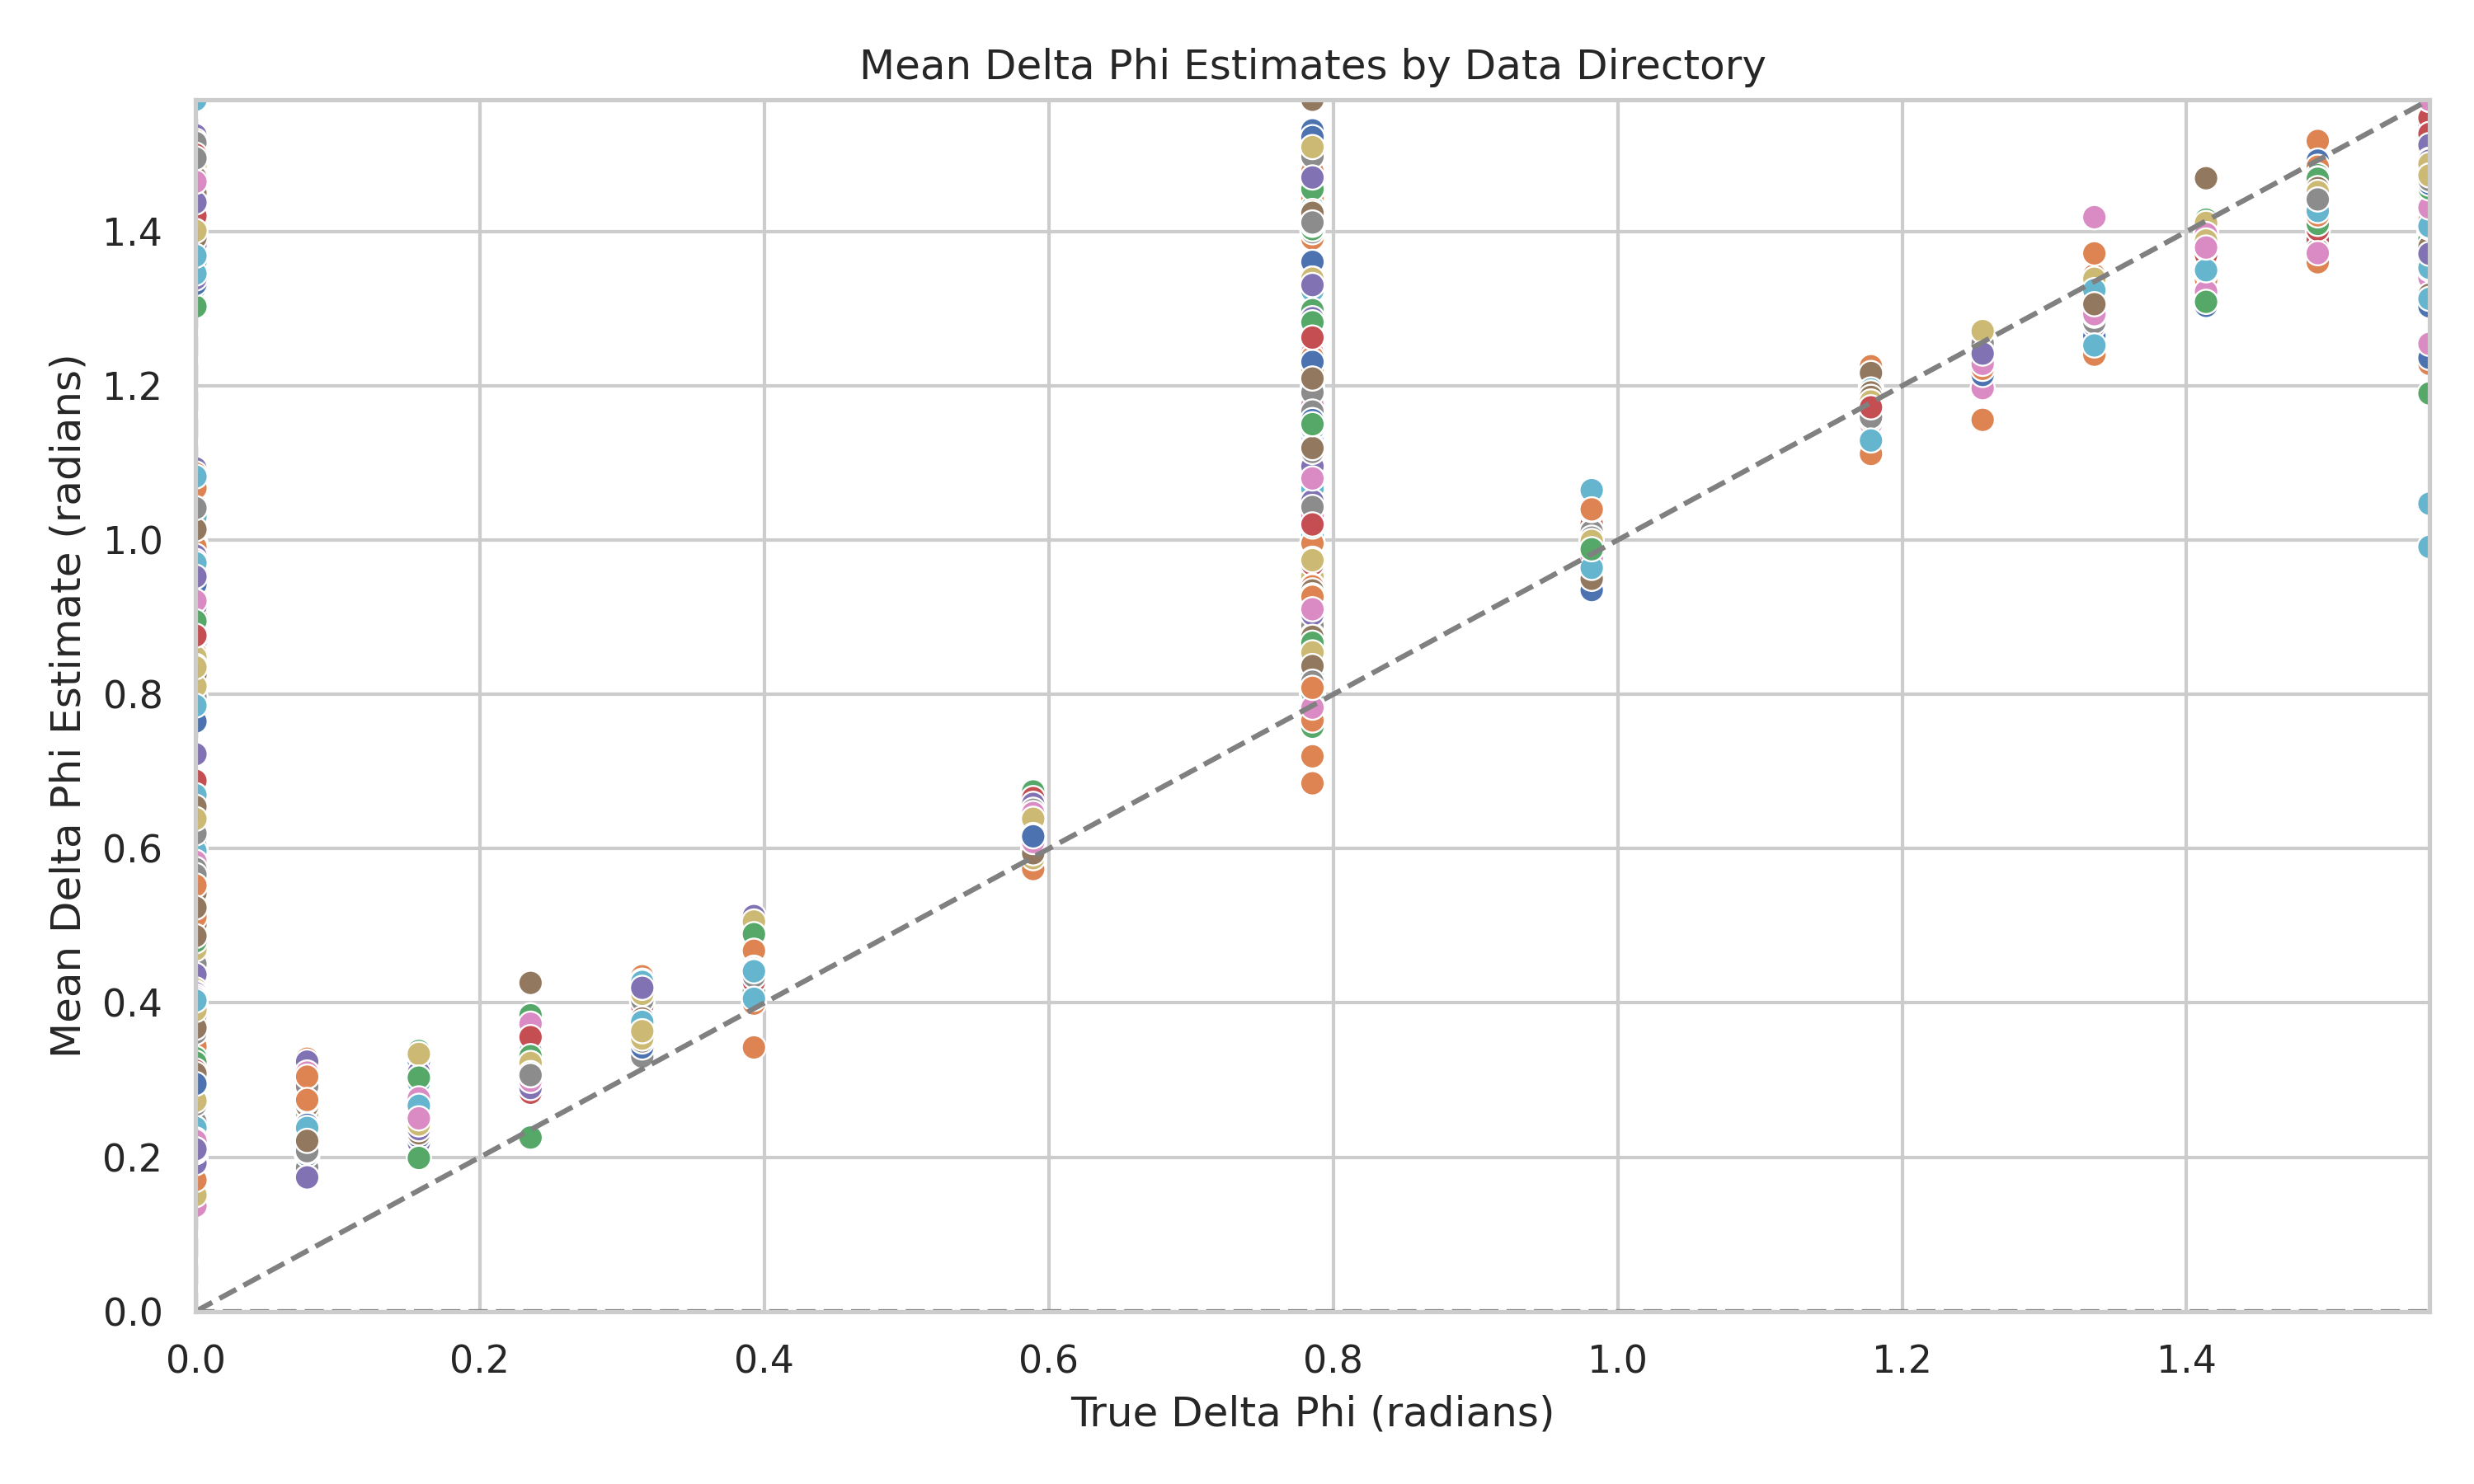 Mean Delta Phi Estimates by Data Directory
Mean Delta Phi Estimate (radians)
1.4
1.2
1.0
0.8
0.6
0.4
0.2
0.0
0.0 0.2 0.4 0.6 0.8 1.0 1.2 1.4
True Delta Phi (radians)